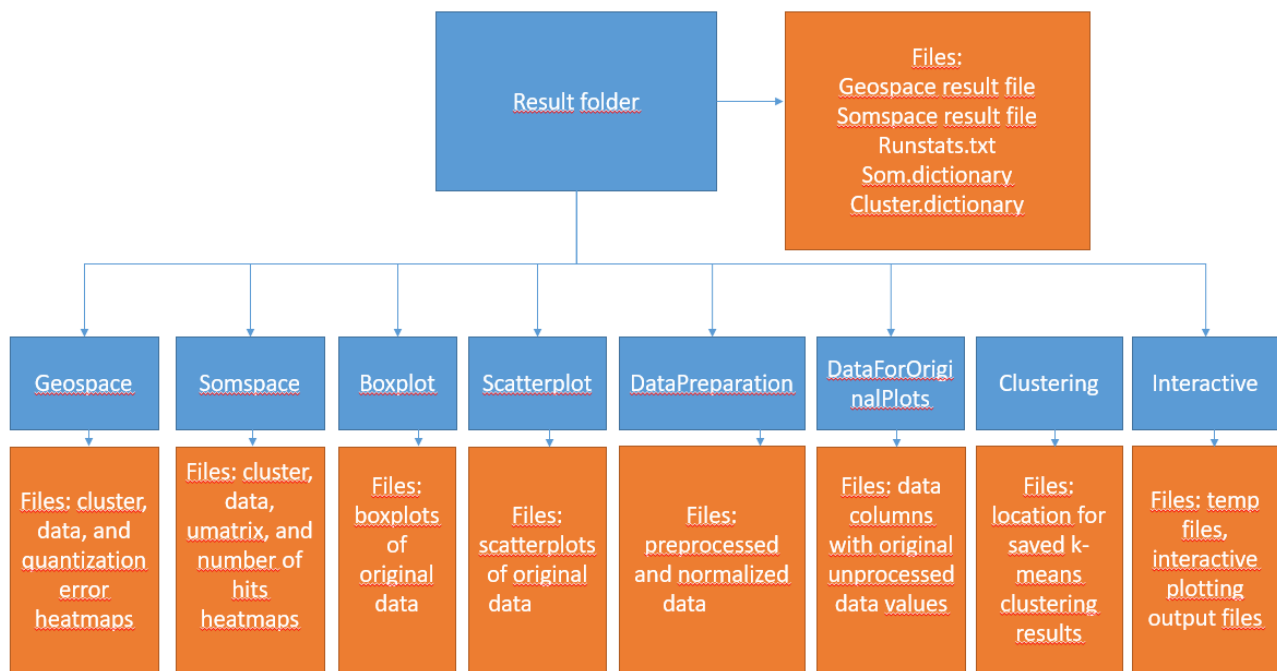 Result folder
Files:
Geospace result file
Somspace result file
Runstats.txt
Som.dictionary
Cluster.dictionary
Geospace
Somspace
Boxplot
Scatterplot
DataPreparation
DataForOrigi
nalPlots
Clustering
Interactive
Files: cluster,
data, and
quantization
error
heatmaps
Files: cluster,
data,
umatrix, and
number of
hits
heatmaps
Files:
boxplots
of
original
data
Files:
scatterplots
of original
data
Files:
preprocessed
and normalized
data
Files: data
columns
with original
unprocessed
data values
Files:
location for
saved k-
means
clustering
results
Files: temp
files,
interactive
plotting
output files